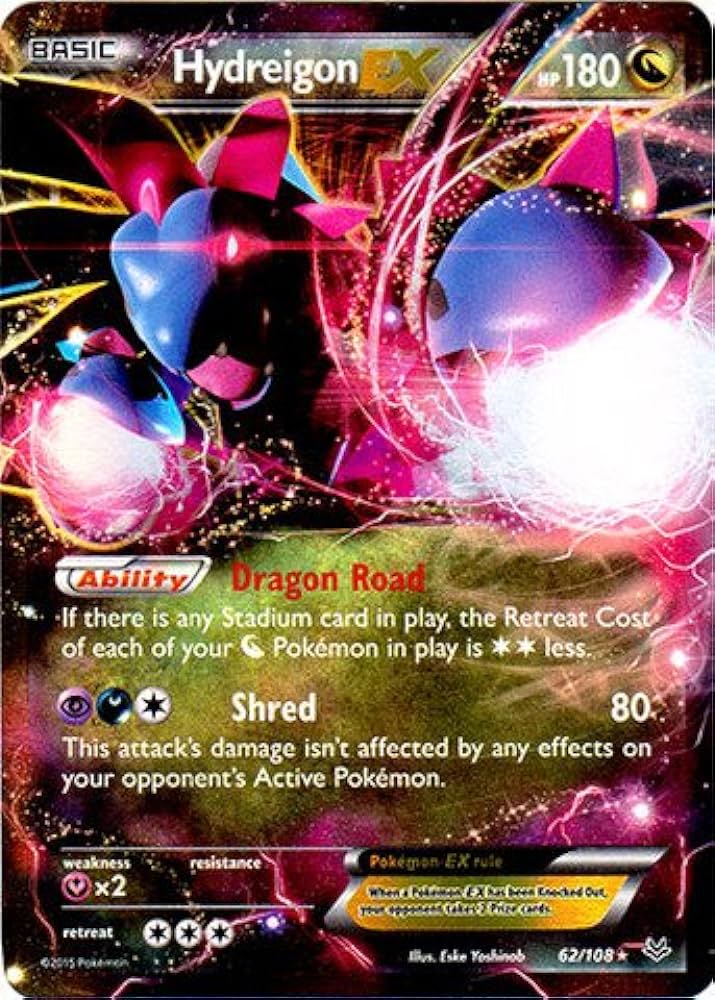 BASIC
Hydreigon EX
HP 180
Ability Dragon Road
If there is any Stadium card in play, the Retreat Cost
of each of your Pokémon in play is less.
Shred 80
This attack's damage isn't affected by any effects on
your opponent's Active Pokémon.
weakness resistance
×2
retreat
Pokémon-EX rule
When a Pokémon-EX has been Knocked Out,
your opponent takes 2 Prize cards.
©2015 Pokémon
Illus. Eske Yoshinob
62/108